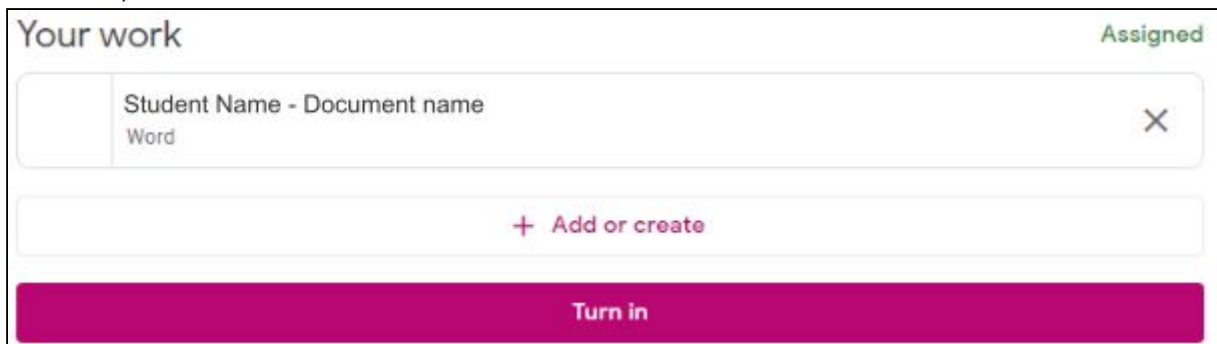 Your work
Assigned
Student Name - Document name
Word
+ Add or create
Turn in